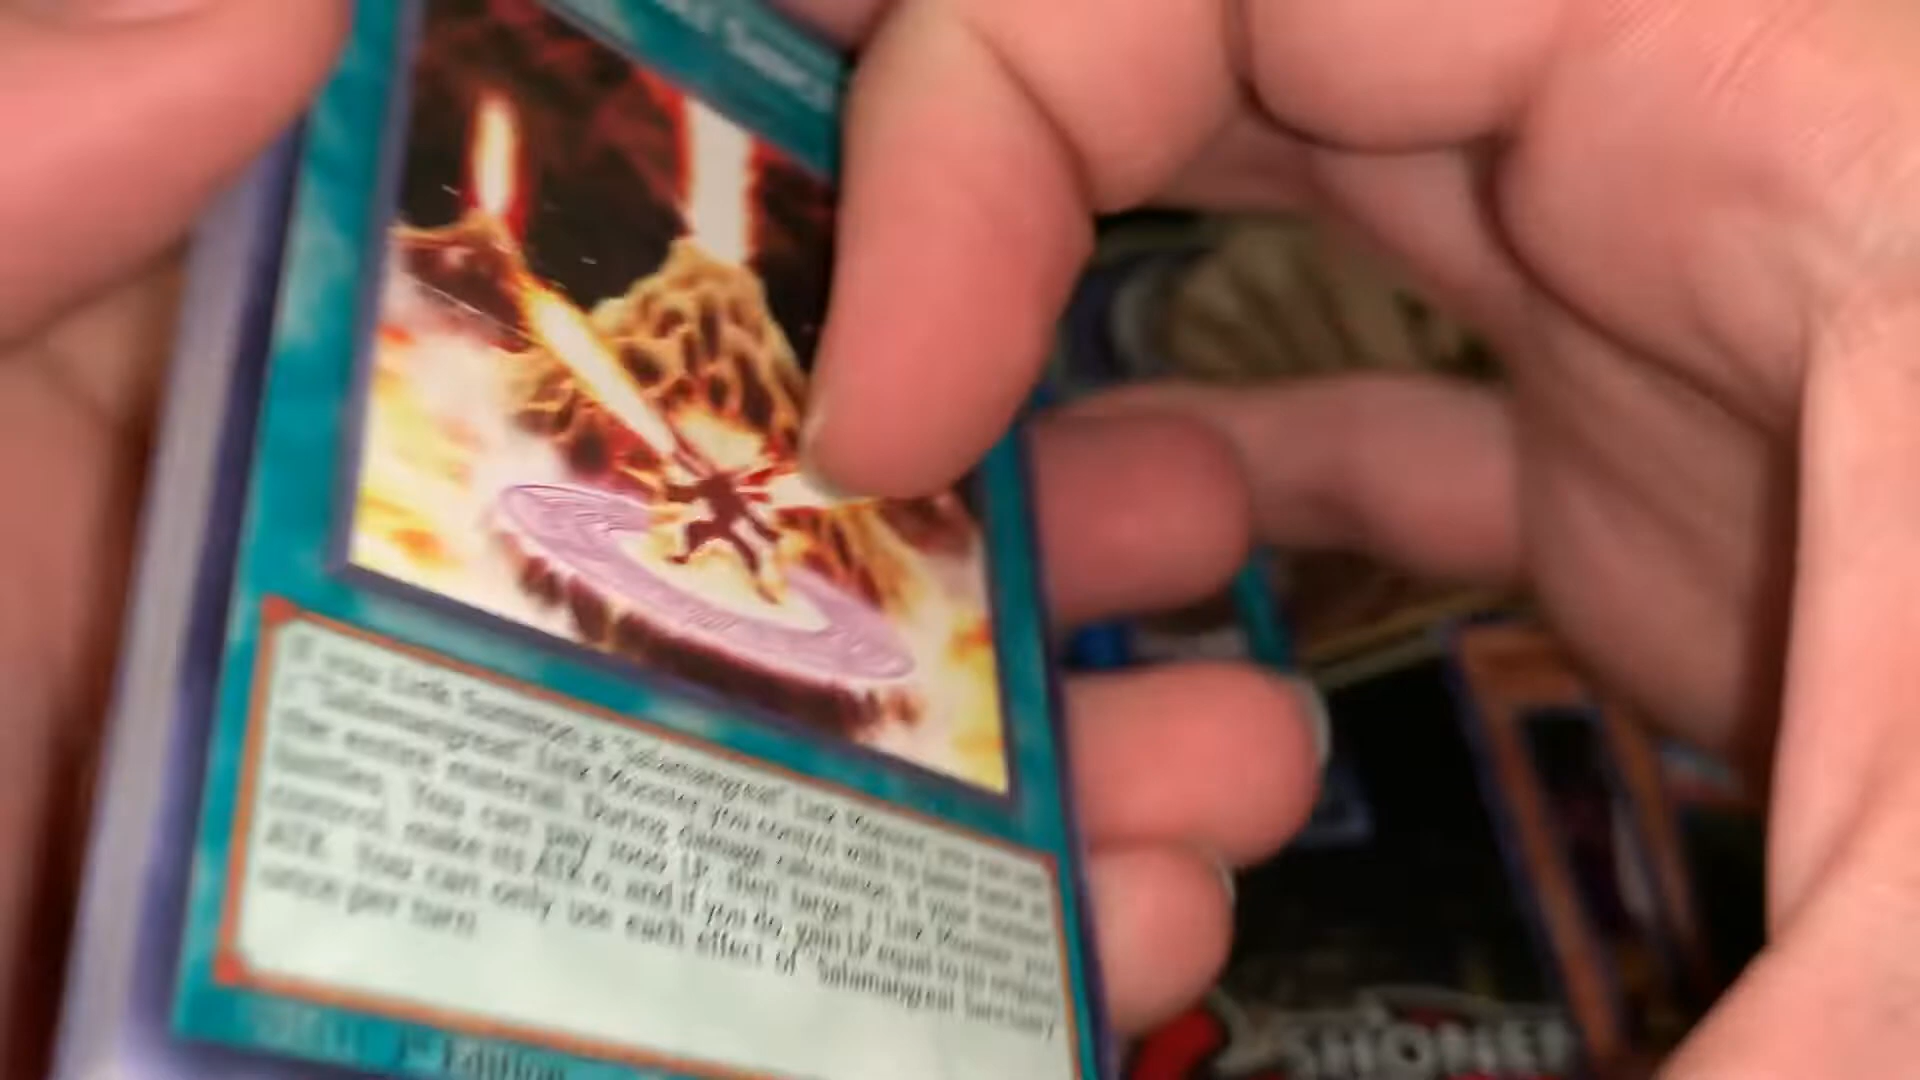 If you Link Summon a "Salamangreat" Link Monster, you can use
1 "Salamangreat" Link Monster you control with its same name as
the entire material. During damage calculation, if your monster
battles: You can pay 1000 LP, then target 1 Link Monster you
control; make its ATK 0, and if you do, gain LP equal to its original
ATK. You can only use each effect of "Salamangreat Sanctuary"
once per turn.
1st Edition
SHONEN